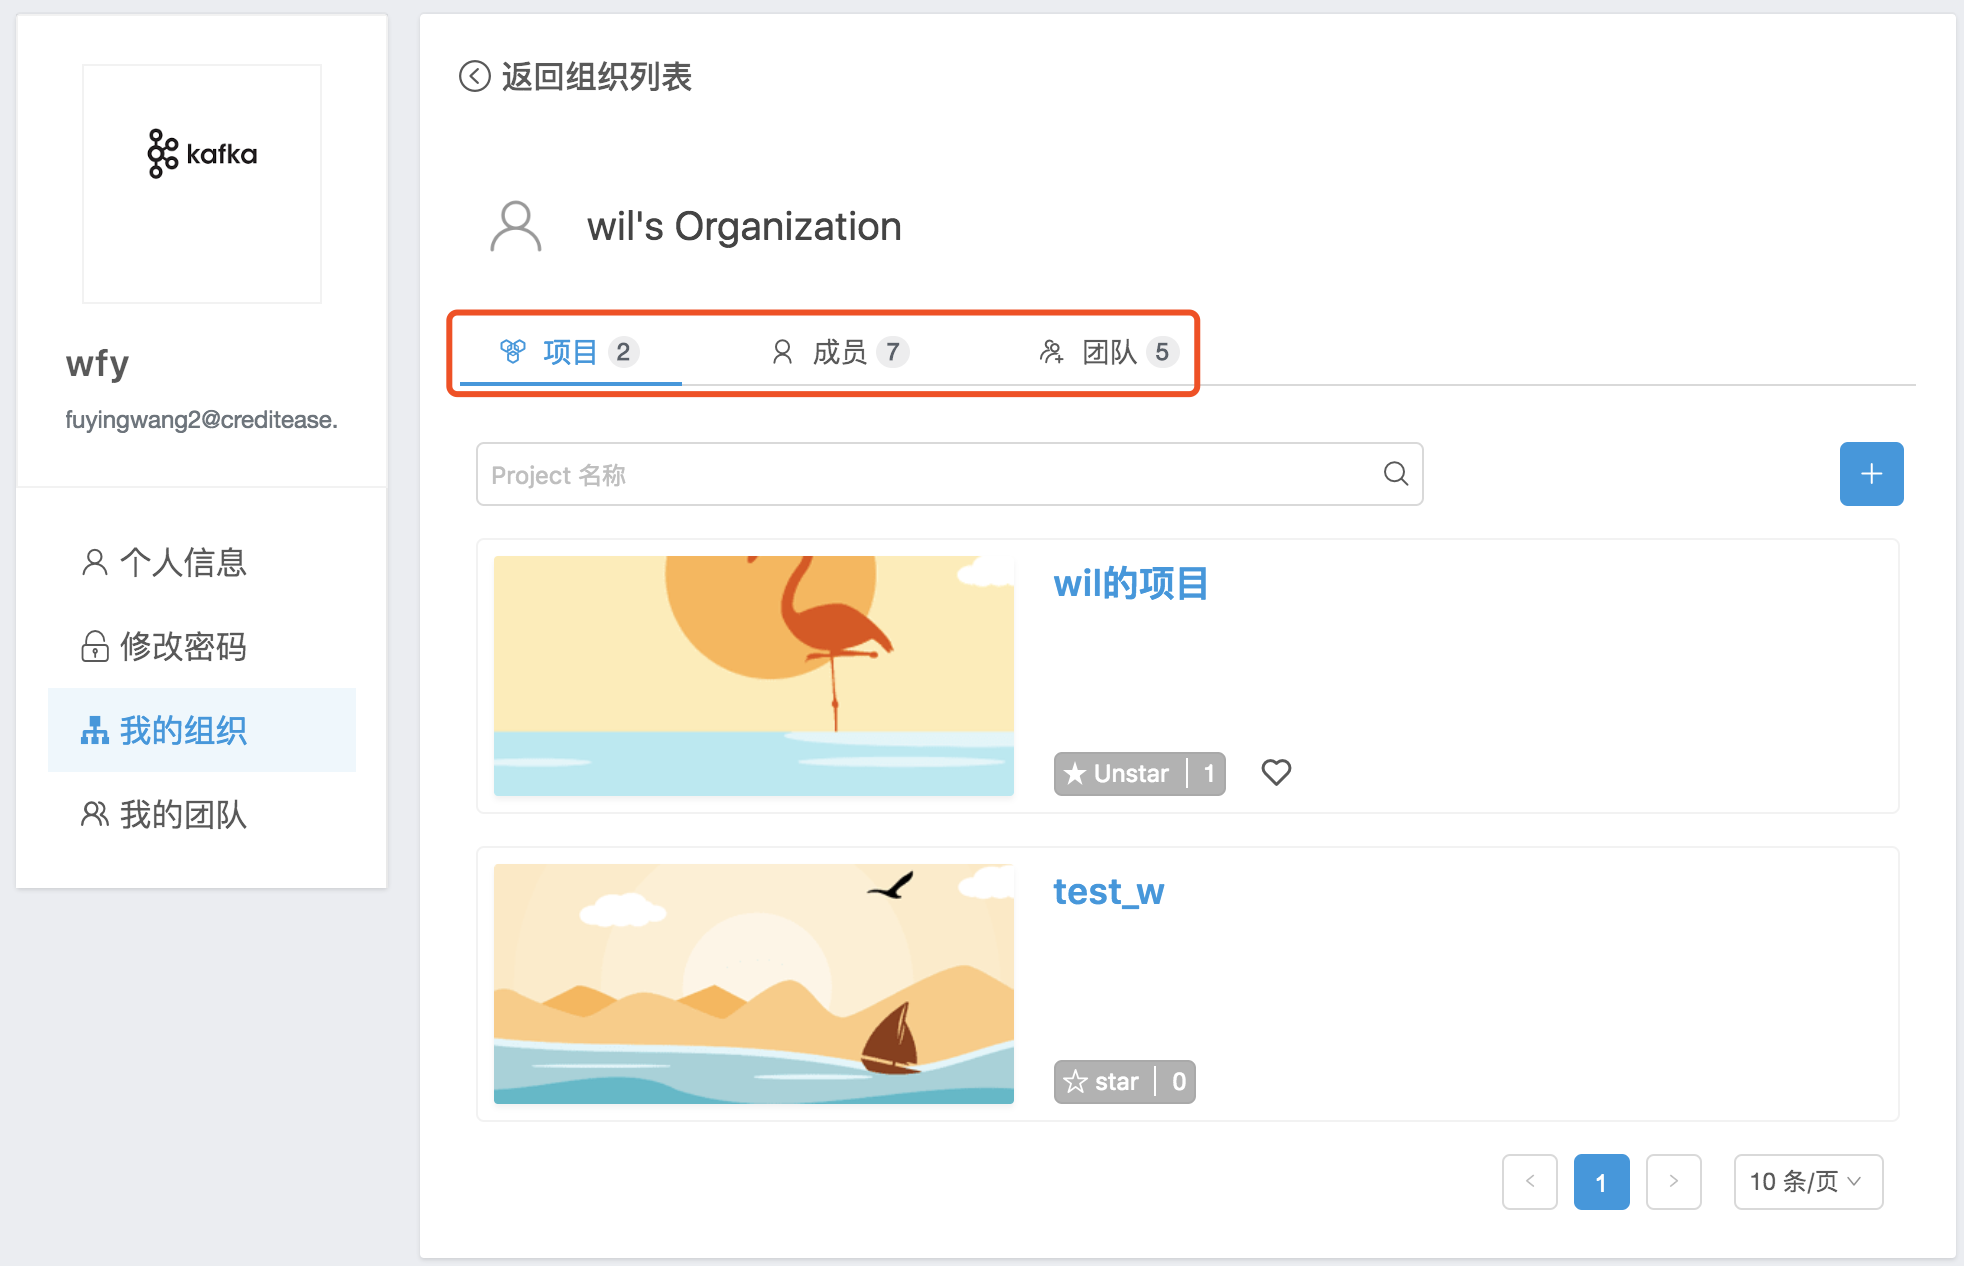 kafka
wfy
fuyingwang2@creditease.
个人信息
修改密码
我的组织
我的团队
返回组织列表
wil's Organization
项目 2
成员 7
团队 5
Project 名称
wil的项目
Unstar 1
test_w
star 0
1
10 条/页